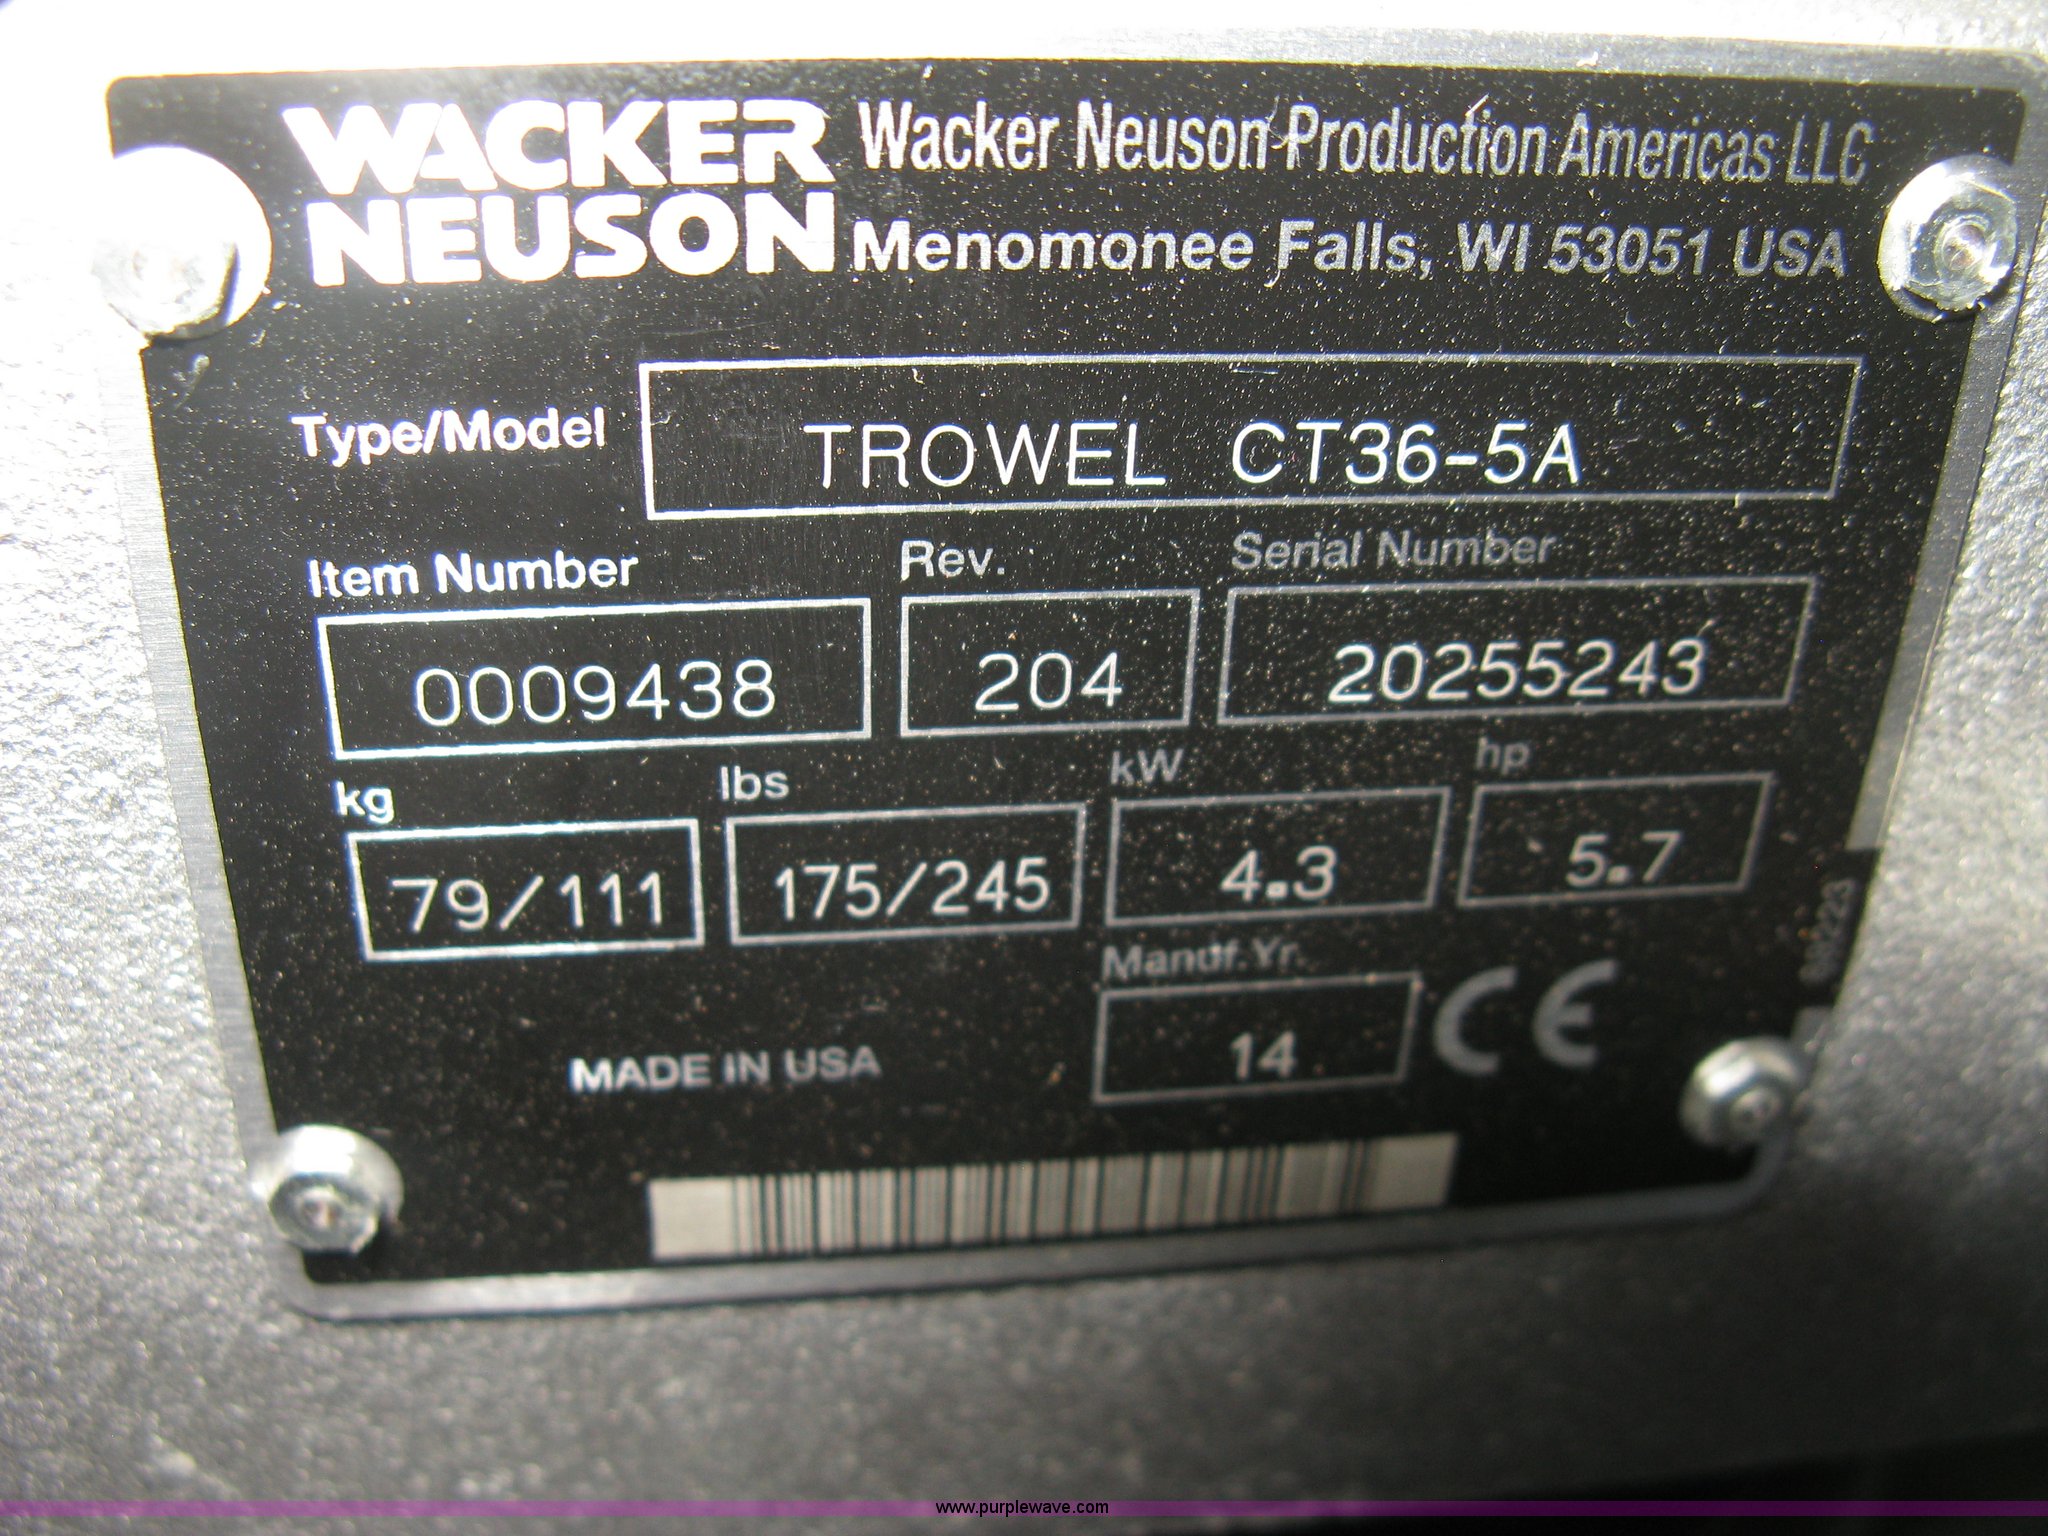 WACKER
NEUSON
Wacker Neuson Production Americas LLC
Menomonee Falls, WI 53051 USA
Type/Model
TROWEL CT36-5A
Item Number Rev. Serial Number
0009438 204 20255243
kg lbs kW hp
79/111 175/245 4.3 5.7
Manuf.Yr.
14
CE
MADE IN USA
www.purplewave.com